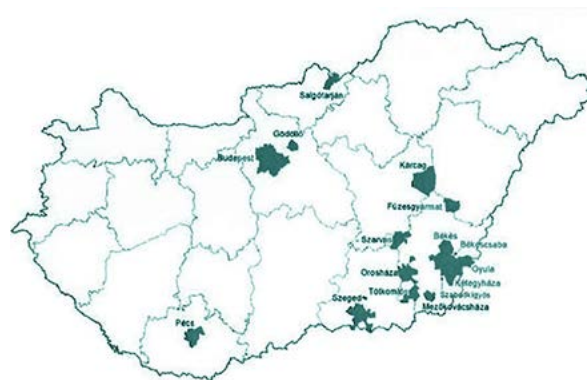 Salgótarján
Gödöllő
Budapest
Karcag
Füzesgyarmat
Szarvas
Békés
Békéscsaba
Gyula
Orosháza
Kétegyháza
Tótkomlós
Szabadkígyós
Szeged
Mezőkovácsháza
Pécs